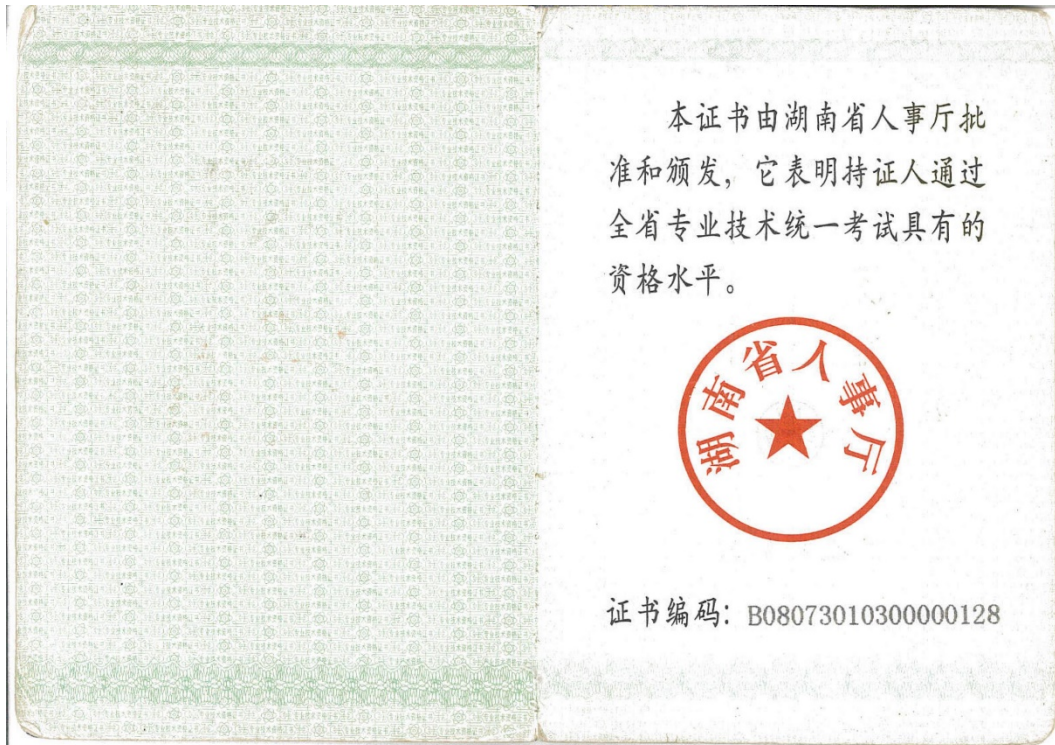 本证书由湖南省人事厅批
准和颁发，它表明持证人通过
全省专业技术统一考试具有的
资格水平。
湖南省人事厅
证书编码：B08073010300000128